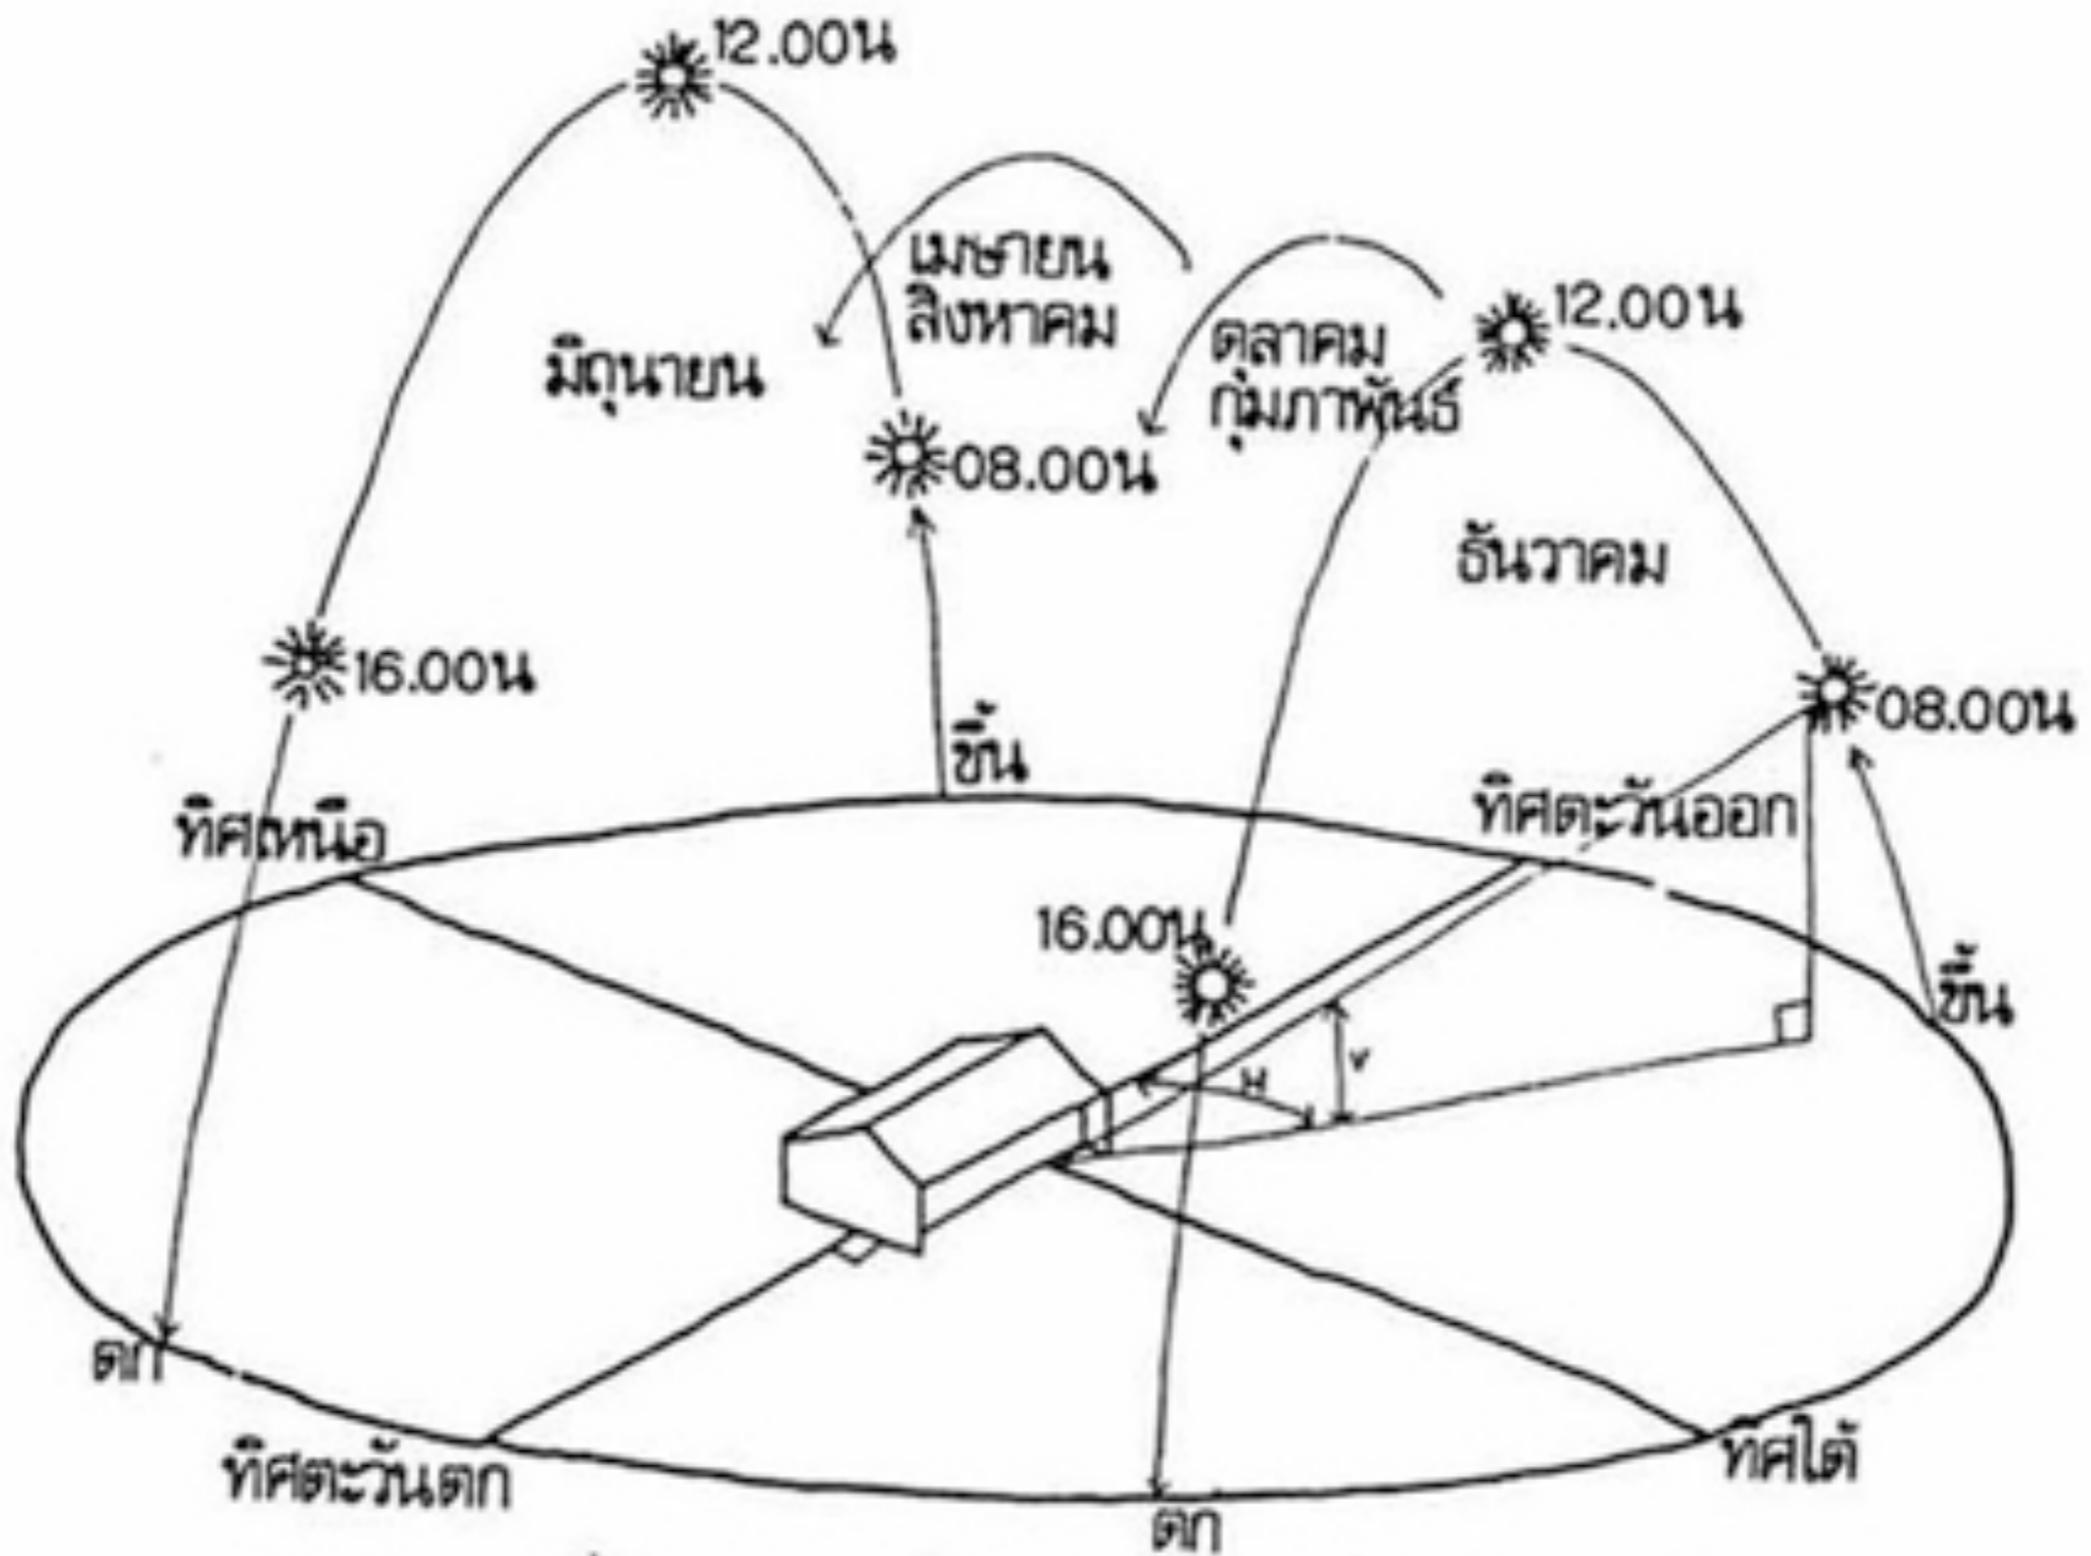 12.00น
เมษายน
สิงหาคม
มิถุนายน
ตุลาคม
กุมภาพันธ์
12.00น
08.00น
ธันวาคม
16.00น
08.00น
ขึ้น
ทิศเหนือ
ทิศตะวันออก
16.00น
ขึ้น
H
V
ตก
ทิศตะวันตก
ทิศใต้
ตก